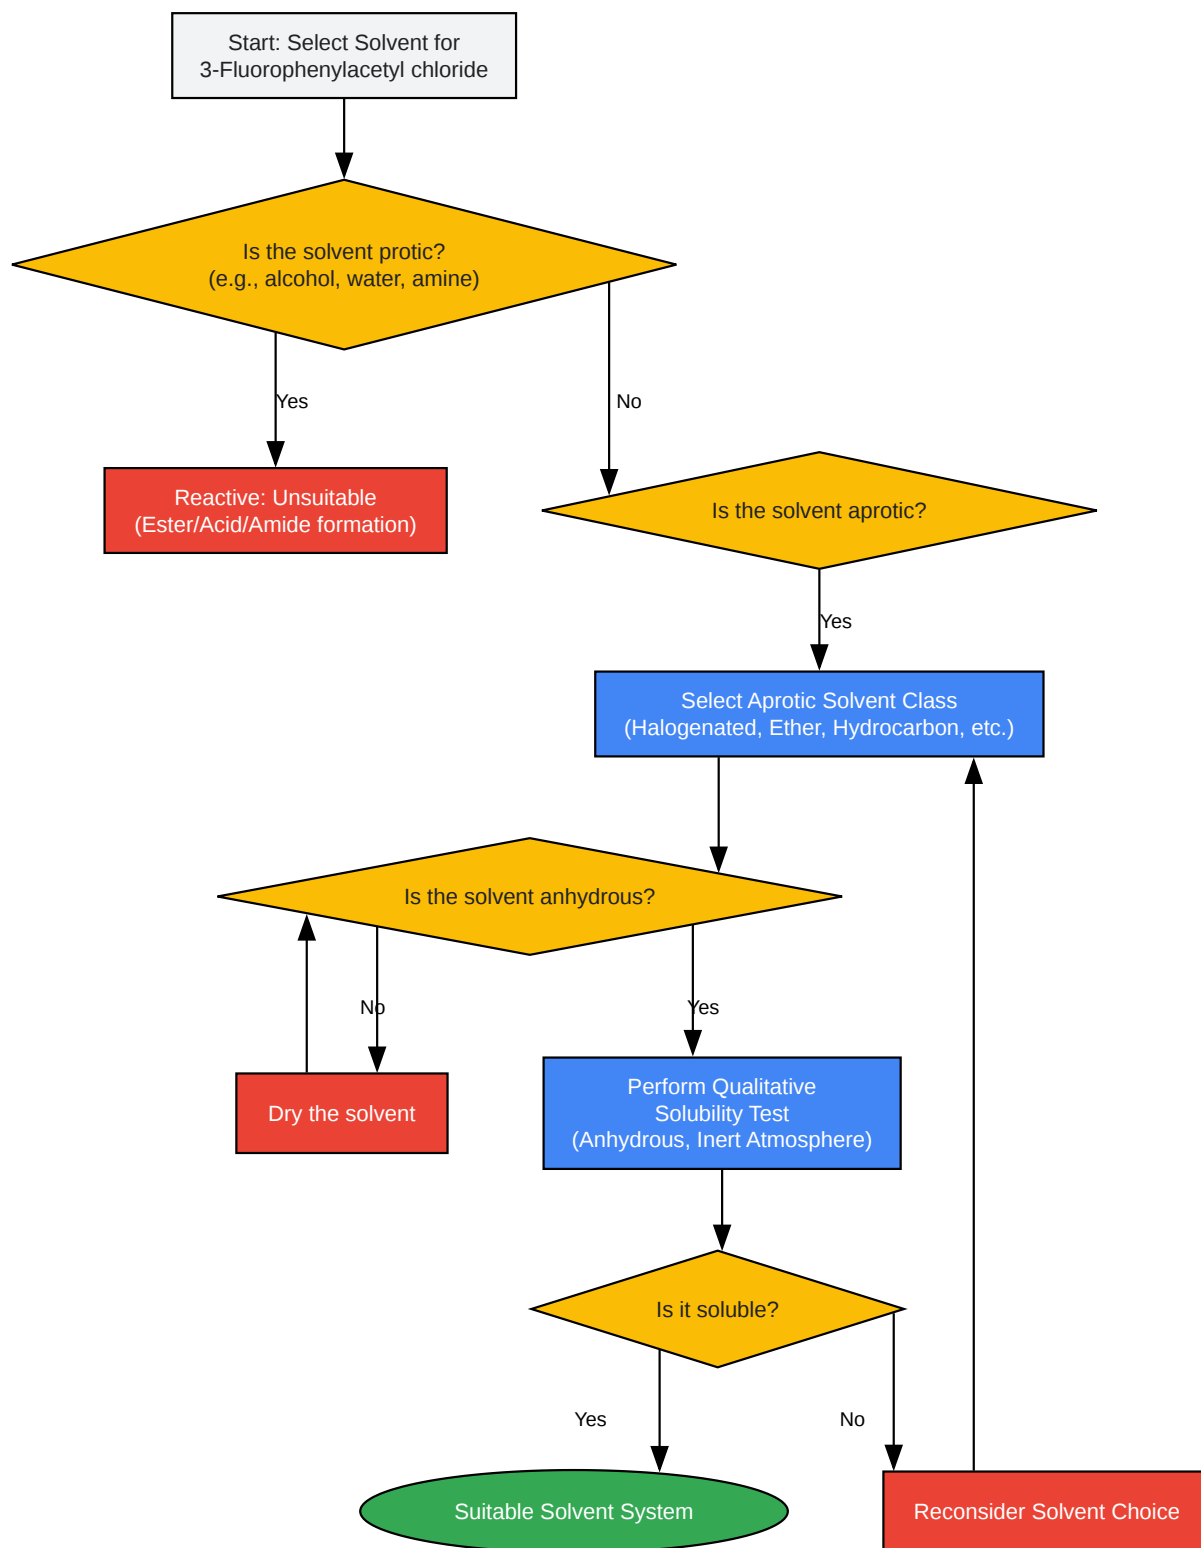 Start: Select Solvent for
3-Fluorophenylacetyl chloride
Is the solvent protic?
(e.g., alcohol, water, amine)
Yes
No
Reactive: Unsuitable
(Ester/Acid/Amide formation)
Is the solvent aprotic?
Yes
Select Aprotic Solvent Class
(Halogenated, Ether, Hydrocarbon, etc.)
Is the solvent anhydrous?
No
Yes
Dry the solvent
Perform Qualitative
Solubility Test
(Anhydrous, Inert Atmosphere)
Is it soluble?
Yes
No
Suitable Solvent System
Reconsider Solvent Choice